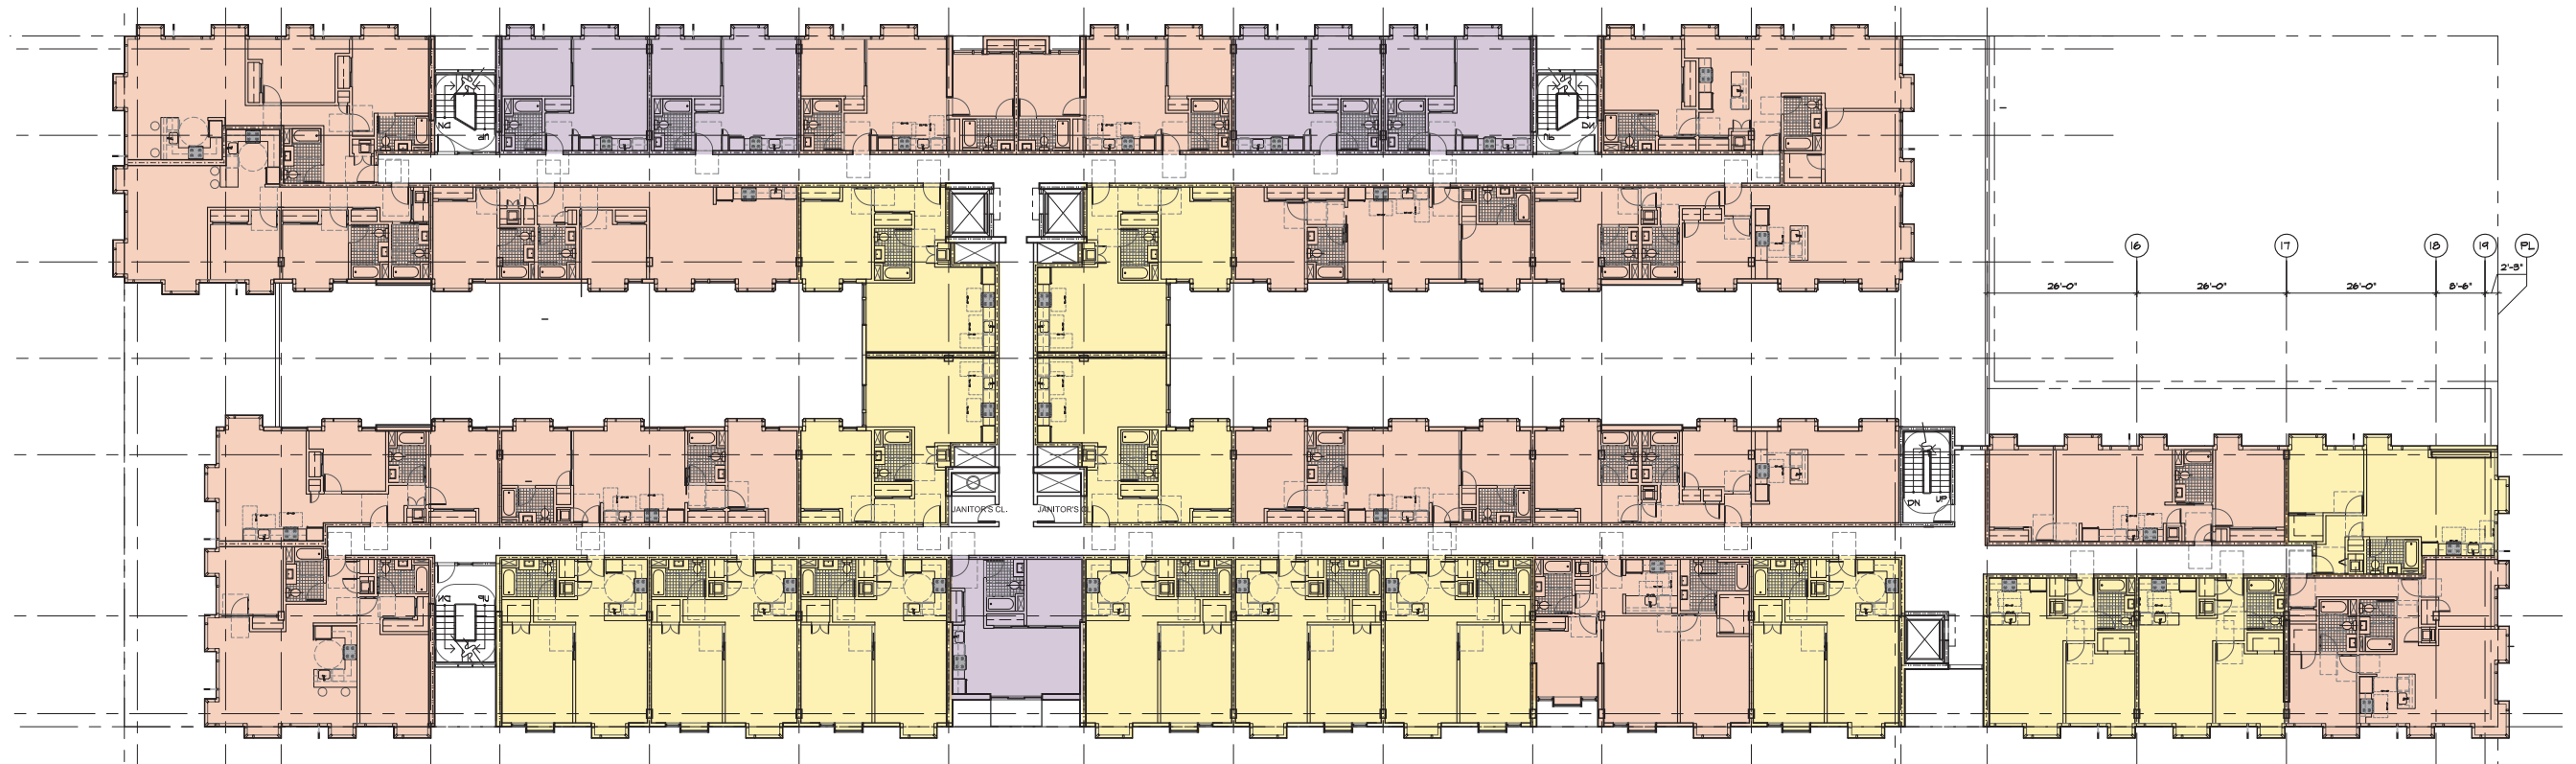 DN
UP
UP
DN
16
17
18
19
PL
2'-3"
26'-0"
26'-0"
26'-0"
8'-6"
JANITOR'S CL.
JANITOR'S CL.
DN
UP
DN
UP